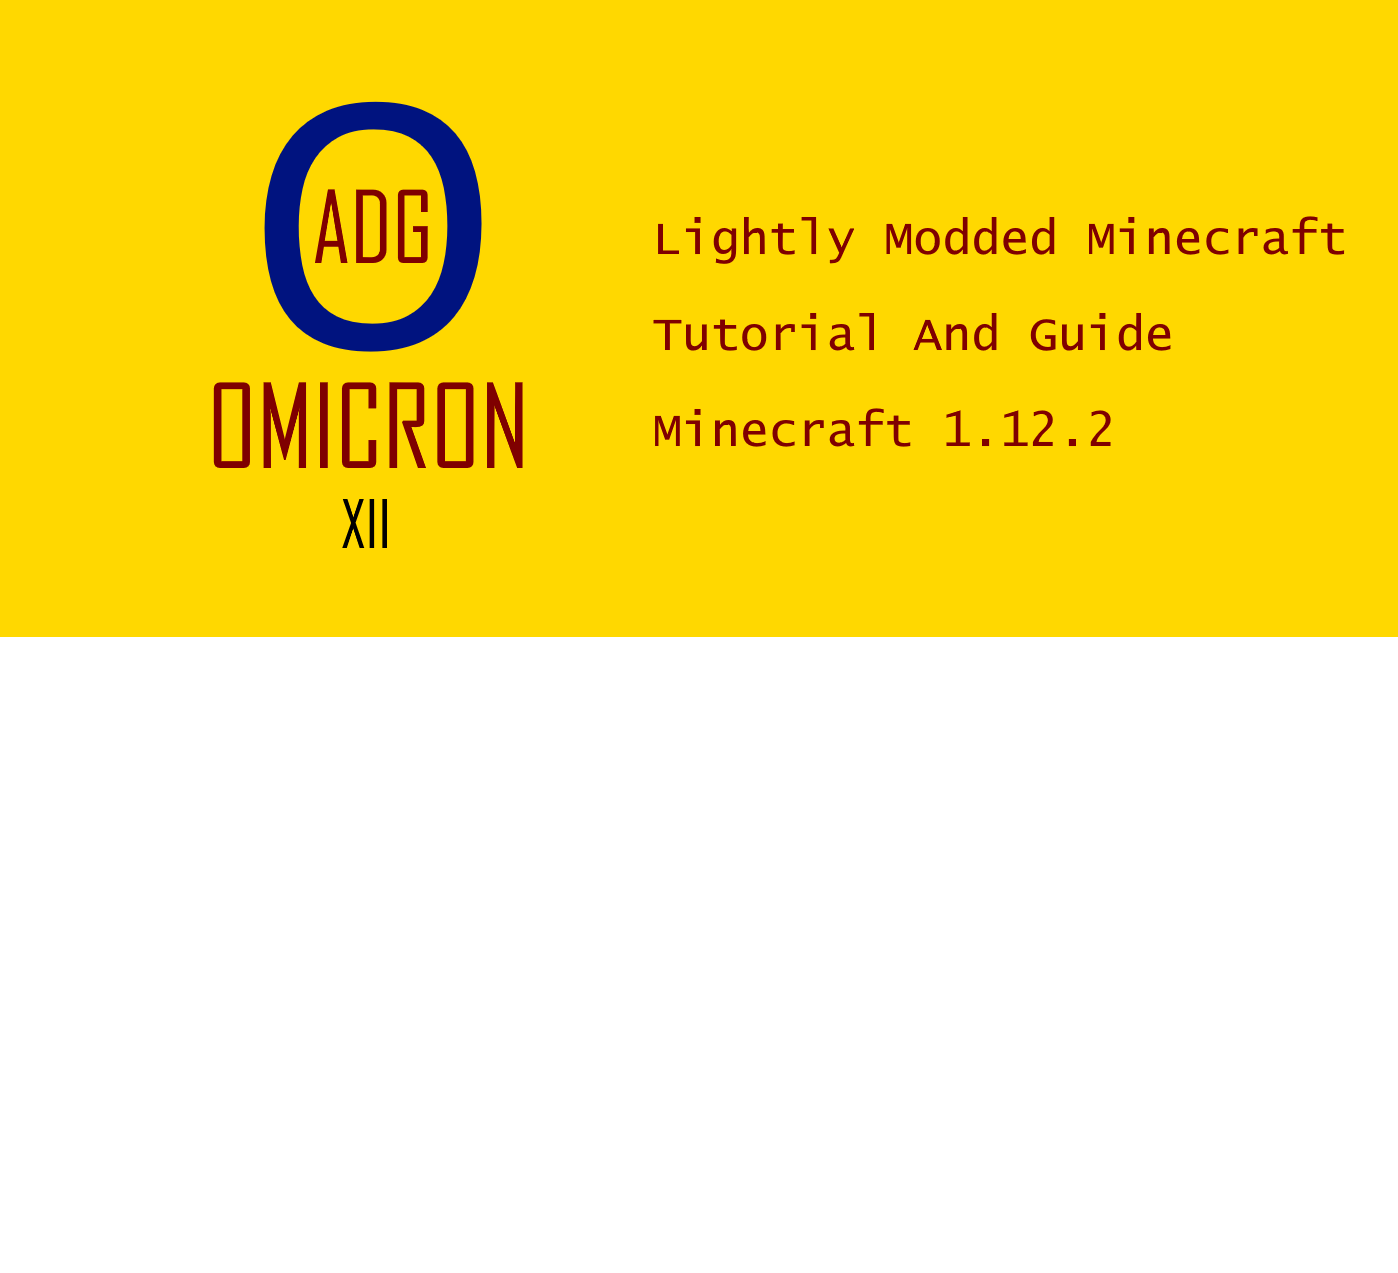 O
ADG
OMICRON
XII
Lightly Modded Minecraft
Tutorial And Guide
Minecraft 1.12.2